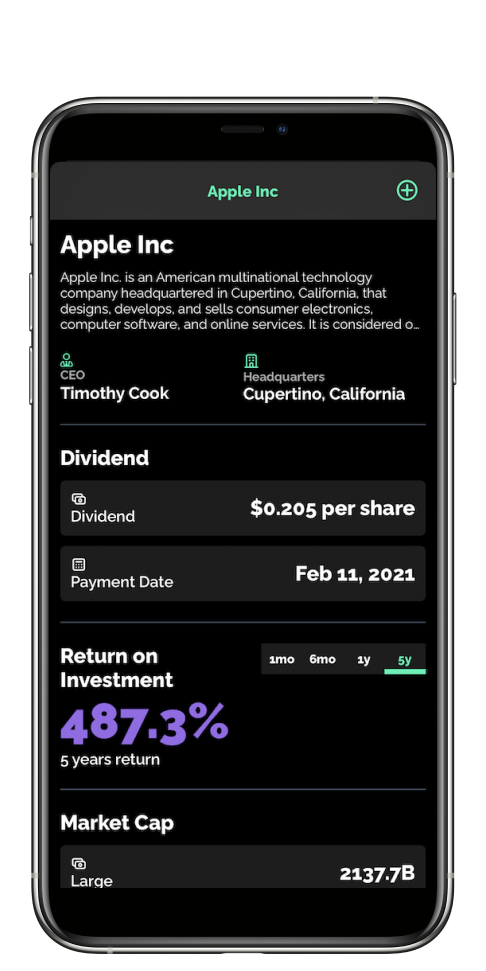 Apple Inc
Apple Inc
Apple Inc. is an American multinational technology
company headquartered in Cupertino, California, that
designs, develops, and sells consumer electronics,
computer software, and online services. It is considered o...
CEO
Timothy Cook
Headquarters
Cupertino, California
Dividend
Dividend
$0.205 per share
Payment Date
Feb 11, 2021
Return on
Investment
1mo 6mo 1y 5y
487.3%
5 years return
Market Cap
Large
2137.7B